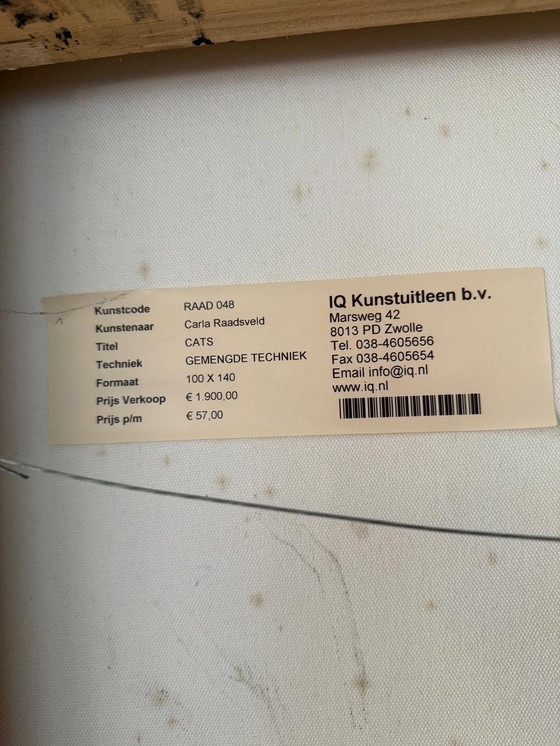 Kunstcode RAAD 048
Kunstenaar Carla Raadsveld
Titel CATS
Techniek GEMENGDE TECHNIEK
Formaat 100 X 140
Prijs Verkoop € 1.900,00
Prijs p/m € 57,00
IQ Kunstuitleen b.v.
Marsweg 42
8013 PD Zwolle
Tel. 038-4605656
Fax 038-4605654
Email info@iq.nl
www.iq.nl